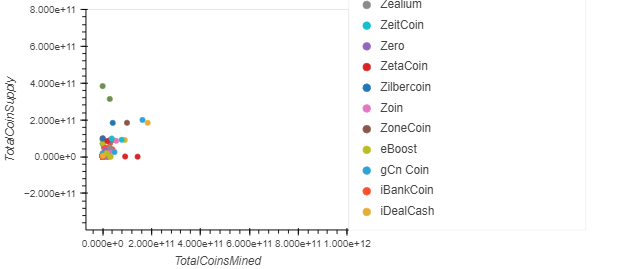 8.000e+11
6.000e+11
4.000e+11
2.000e+11
0.000e+0
−2.000e+11
TotalCoinSupply
0.000e+0 2.000e+11 4.000e+11 6.000e+11 8.000e+11 1.000e+12
TotalCoinsMined
Zealium
ZeitCoin
Zero
ZetaCoin
Zilbercoin
Zoin
ZoneCoin
eBoost
gCn Coin
iBankCoin
iDealCash